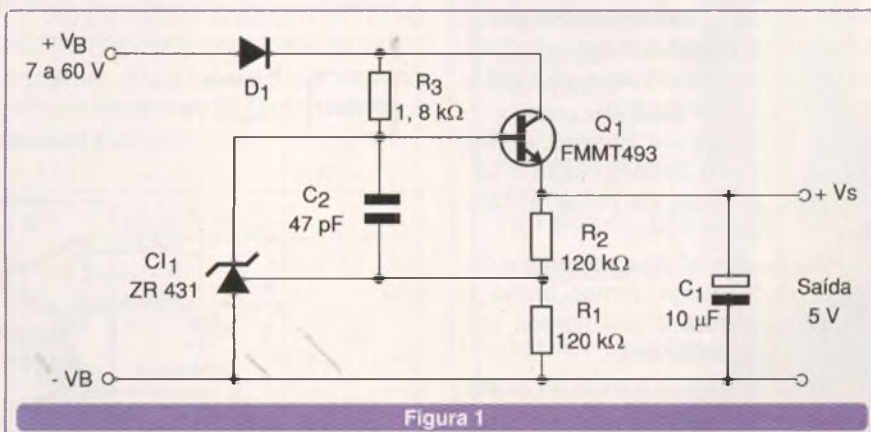 + VB
7 a 60 V
D1
R3
1, 8 kΩ
Q1
FMMT493
+ Vs
C2
47 pF
R2
120 kΩ
CI1
ZR 431
C1
10 µF
Saída
5 V
R1
120 kΩ
- VB
Figura 1